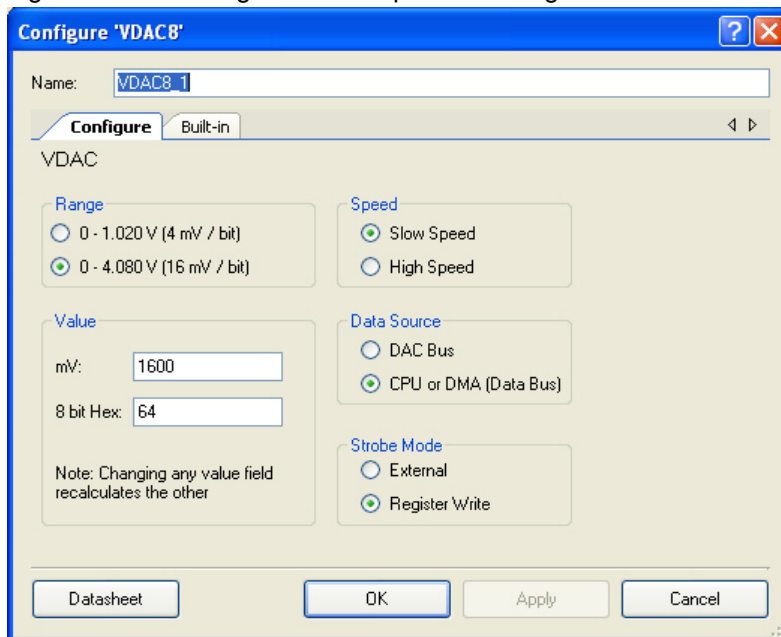 Configure 'VDAC8'
Name: VDAC8_1
Configure Built-in
VDAC
Range
0 - 1.020 V (4 mV / bit)
0 - 4.080 V (16 mV / bit)
Speed
Slow Speed
High Speed
Value
mV: 1600
8 bit Hex: 64
Note: Changing any value field
recalculates the other
Data Source
DAC Bus
CPU or DMA (Data Bus)
Strobe Mode
External
Register Write
Datasheet OK Apply Cancel